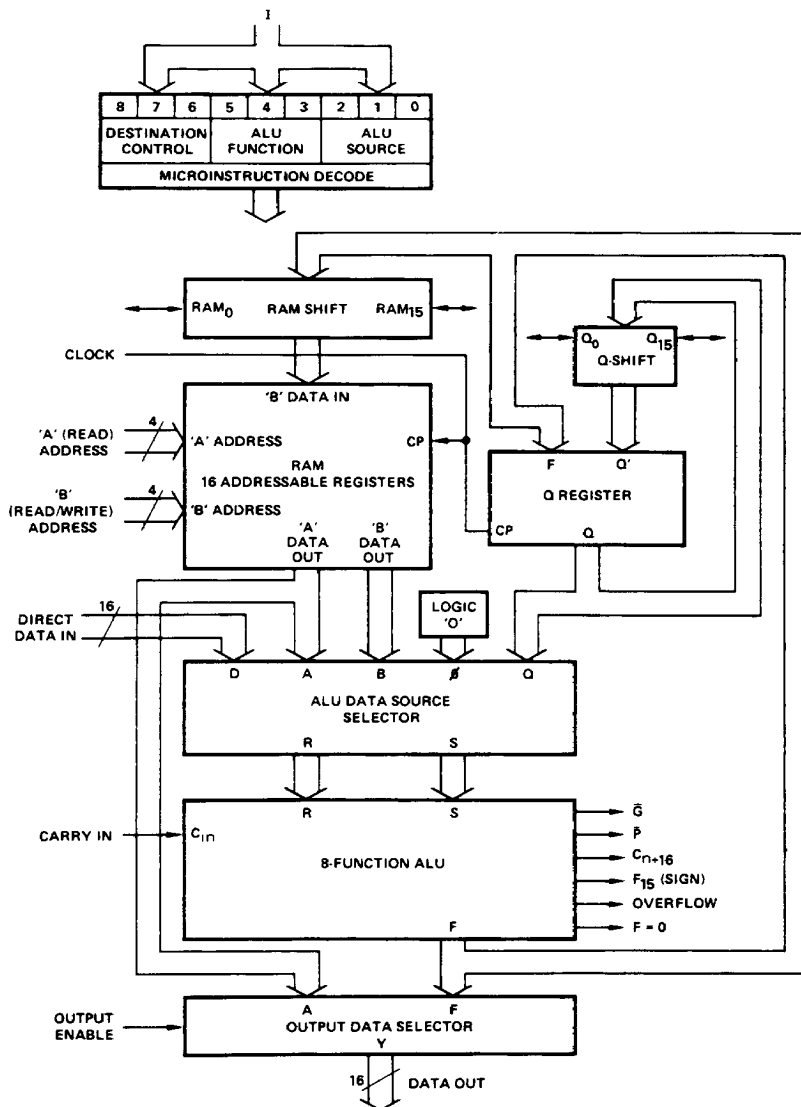 I
8 7 6 5 4 3 2 1 0
DESTINATION CONTROL
ALU FUNCTION
ALU SOURCE
MICROINSTRUCTION DECODE
RAM0 RAM SHIFT RAM15
CLOCK
Q0 Q15
Q-SHIFT
'B' DATA IN
'A' (READ) ADDRESS
4
'A' ADDRESS
CP
RAM
16 ADDRESSABLE REGISTERS
'B' (READ/WRITE) ADDRESS
4
'B' ADDRESS
'A' DATA OUT
'B' DATA OUT
F Q'
Q REGISTER
CP Q
DIRECT DATA IN
16
LOGIC '0'
D A B Ø Q
ALU DATA SOURCE SELECTOR
R S
R S
CARRY IN
Cin
8-FUNCTION ALU
F
G̅
P̅
Cn+16
F15 (SIGN)
OVERFLOW
F = 0
OUTPUT ENABLE
A F
OUTPUT DATA SELECTOR
Y
16 DATA OUT